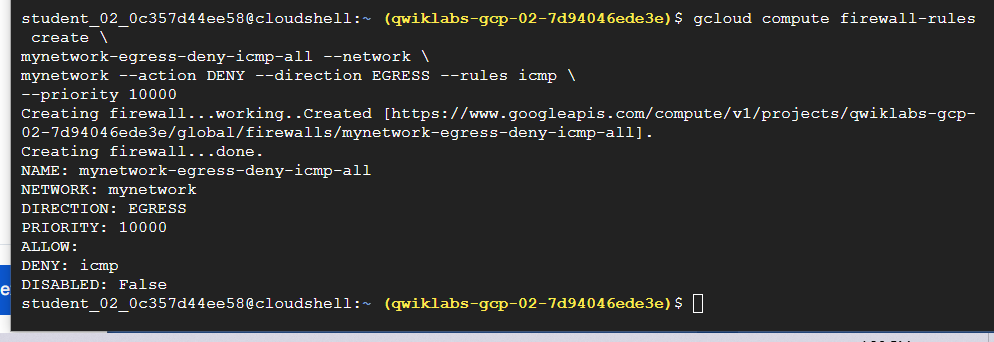 student_02_0c357d44ee58@cloudshell:~ (qwiklabs-gcp-02-7d94046ede3e)$ gcloud compute firewall-rules
create \
mynetwork-egress-deny-icmp-all --network \
mynetwork --action DENY --direction EGRESS --rules icmp \
--priority 10000
Creating firewall...working..Created [https://www.googleapis.com/compute/v1/projects/qwiklabs-gcp-
02-7d94046ede3e/global/firewalls/mynetwork-egress-deny-icmp-all].
Creating firewall...done.
NAME: mynetwork-egress-deny-icmp-all
NETWORK: mynetwork
DIRECTION: EGRESS
PRIORITY: 10000
ALLOW:
DENY: icmp
DISABLED: False
student_02_0c357d44ee58@cloudshell:~ (qwiklabs-gcp-02-7d94046ede3e)$